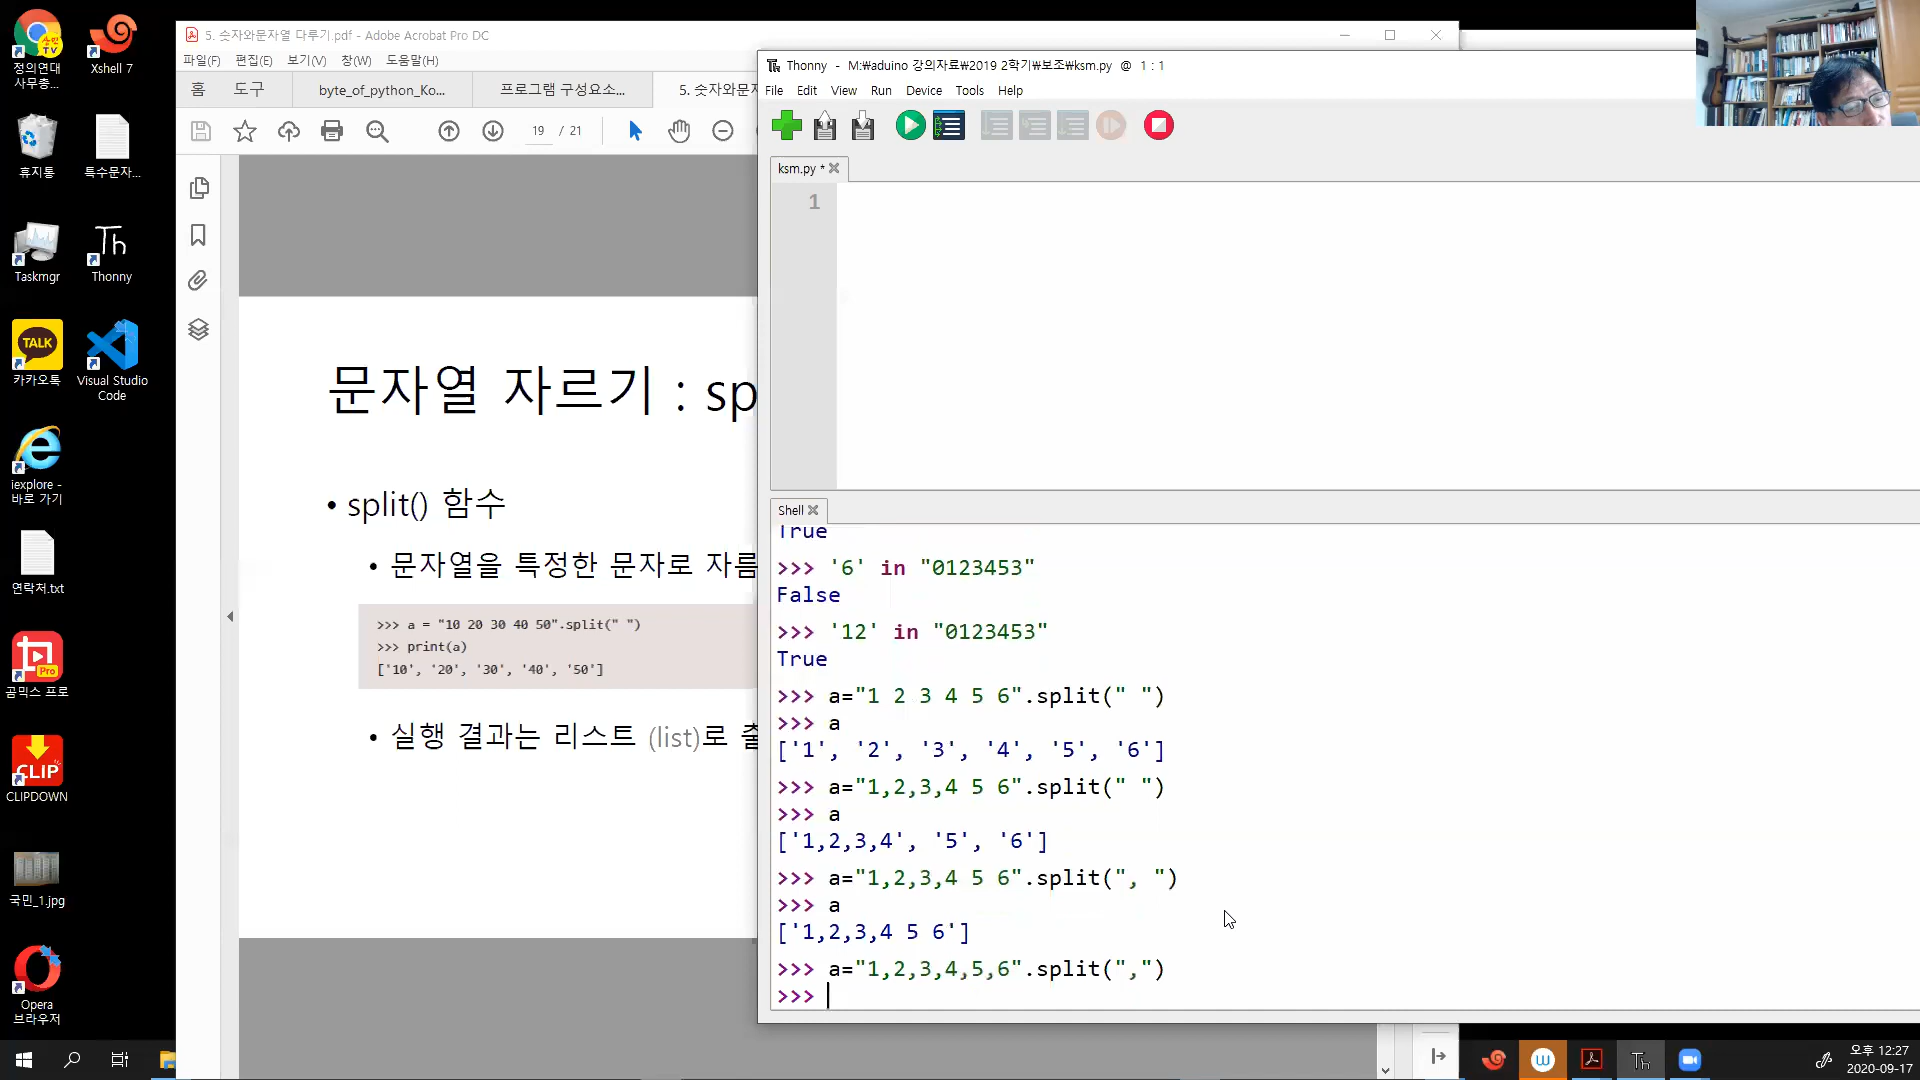 정의연대
사무총...
Xshell 7
휴지통
특수문자...
Taskmgr
Thonny
TALK
카카오톡
Visual Studio
Code
iexplore -
바로 가기
연락처.txt
Pro
곰믹스 프로
CLIP
CLIPDOWN
국민_1.jpg
Opera
브라우저
5. 숫자와문자열 다루기.pdf - Adobe Acrobat Pro DC
파일(F) 편집(E) 보기(V) 창(W) 도움말(H)
홈 도구 byte_of_python_Ko... 프로그램 구성요소... 5. 숫자와문자
19 / 21
문자열 자르기 : sp
• split() 함수
• 문자열을 특정한 문자로 자름
>>> a = "10 20 30 40 50".split(" ")
>>> print(a)
['10', '20', '30', '40', '50']
• 실행 결과는 리스트 (list)로 출
Thonny - M:₩aduino 강의자료₩2019 2학기₩보조₩ksm.py @ 1 : 1
File Edit View Run Device Tools Help
ksm.py *
1
Shell
True
>>> '6' in "0123453"
False
>>> '12' in "0123453"
True
>>> a="1 2 3 4 5 6".split(" ")
>>> a
['1', '2', '3', '4', '5', '6']
>>> a="1,2,3,4 5 6".split(" ")
>>> a
['1,2,3,4', '5', '6']
>>> a="1,2,3,4 5 6".split(", ")
>>> a
['1,2,3,4 5 6']
>>> a="1,2,3,4,5,6".split(",")
>>>
오후 12:27
2020-09-17